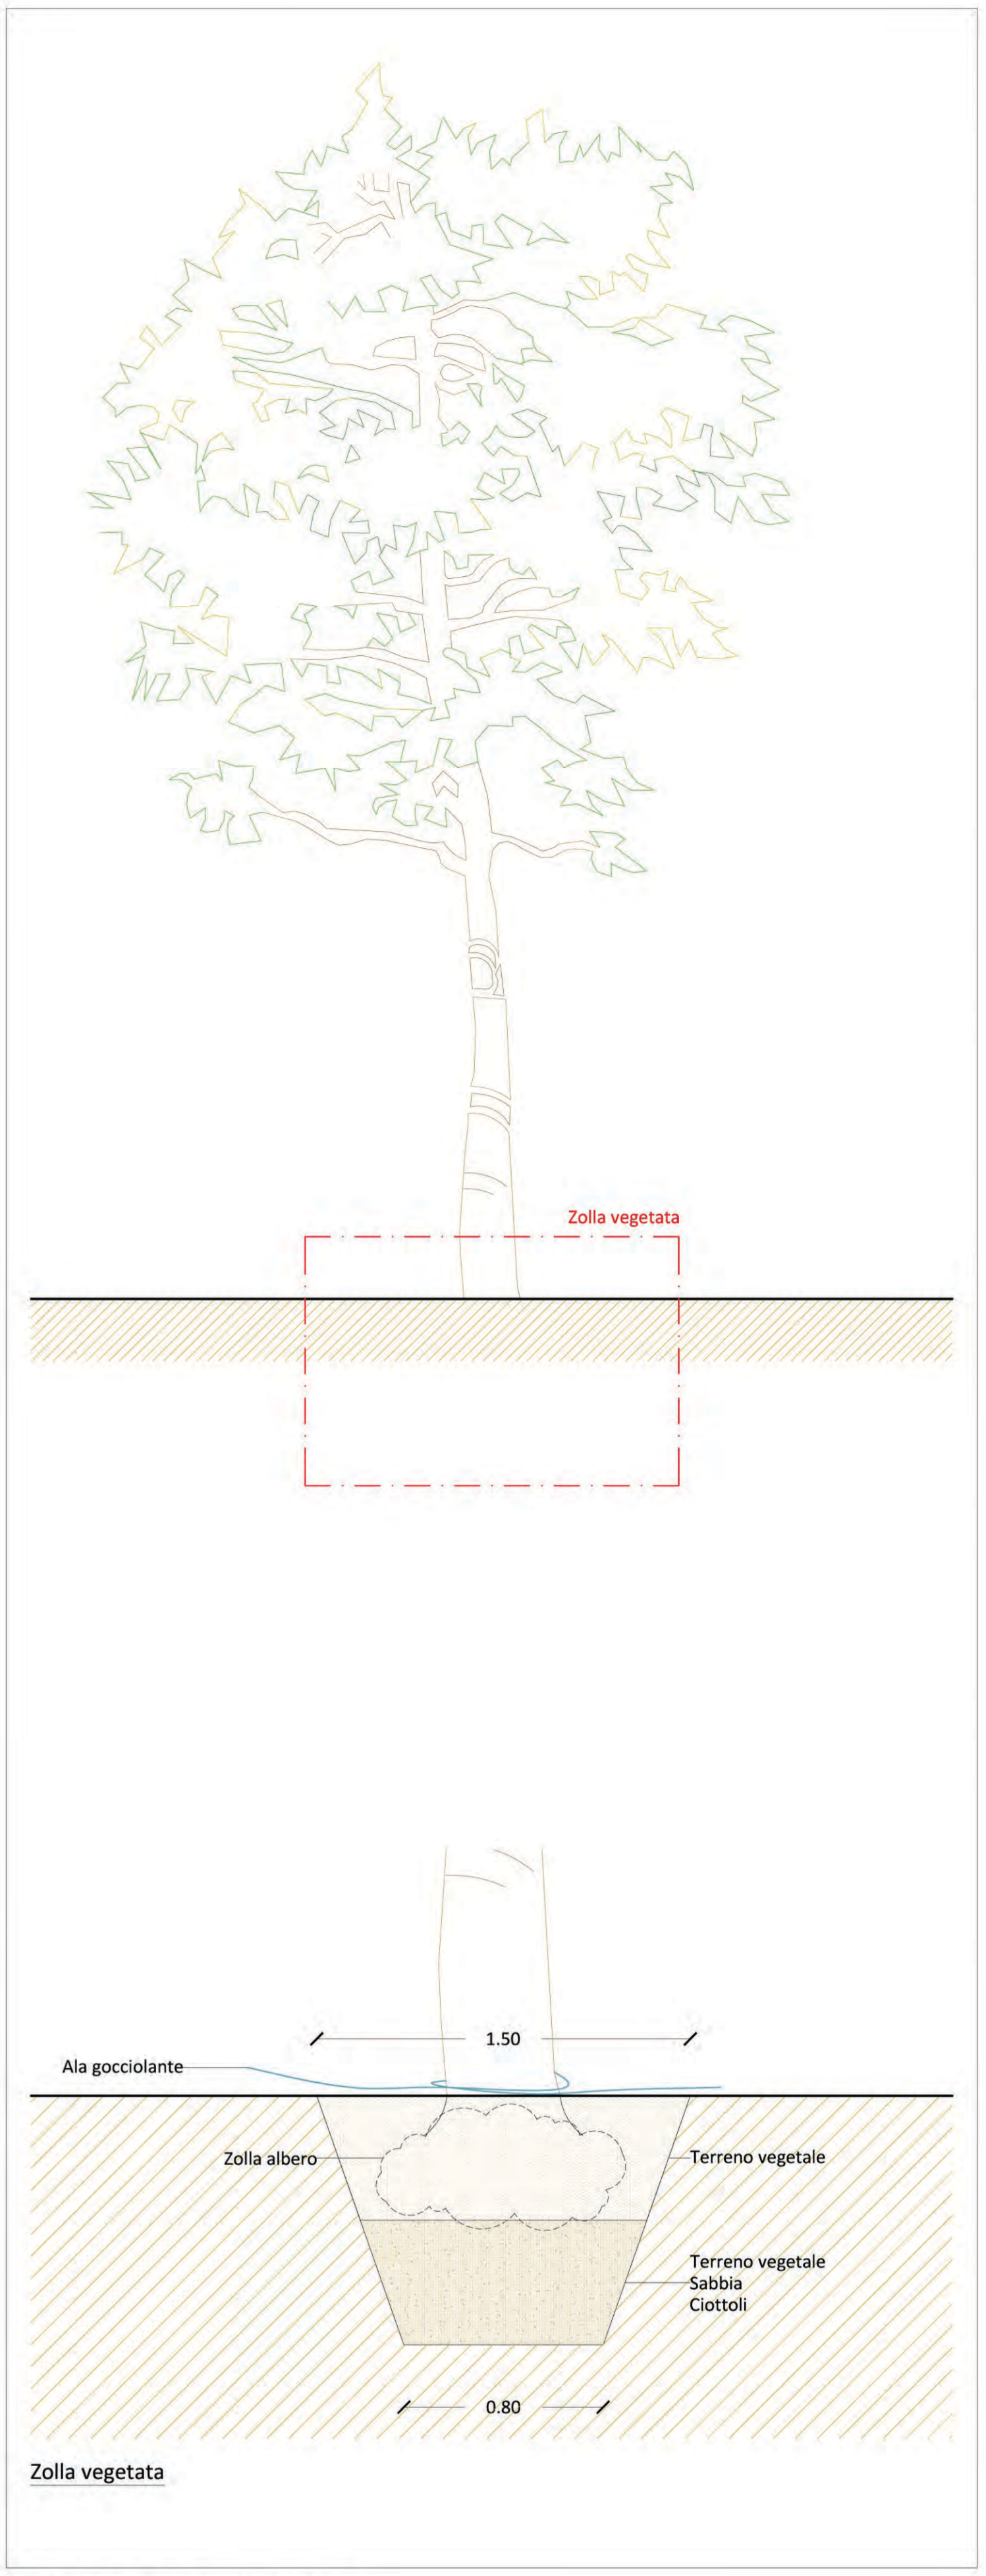 Zolla vegetata
1.50
Ala gocciolante
Zolla albero
Terreno vegetale
Terreno vegetale
Sabbia
Ciottoli
0.80
Zolla vegetata